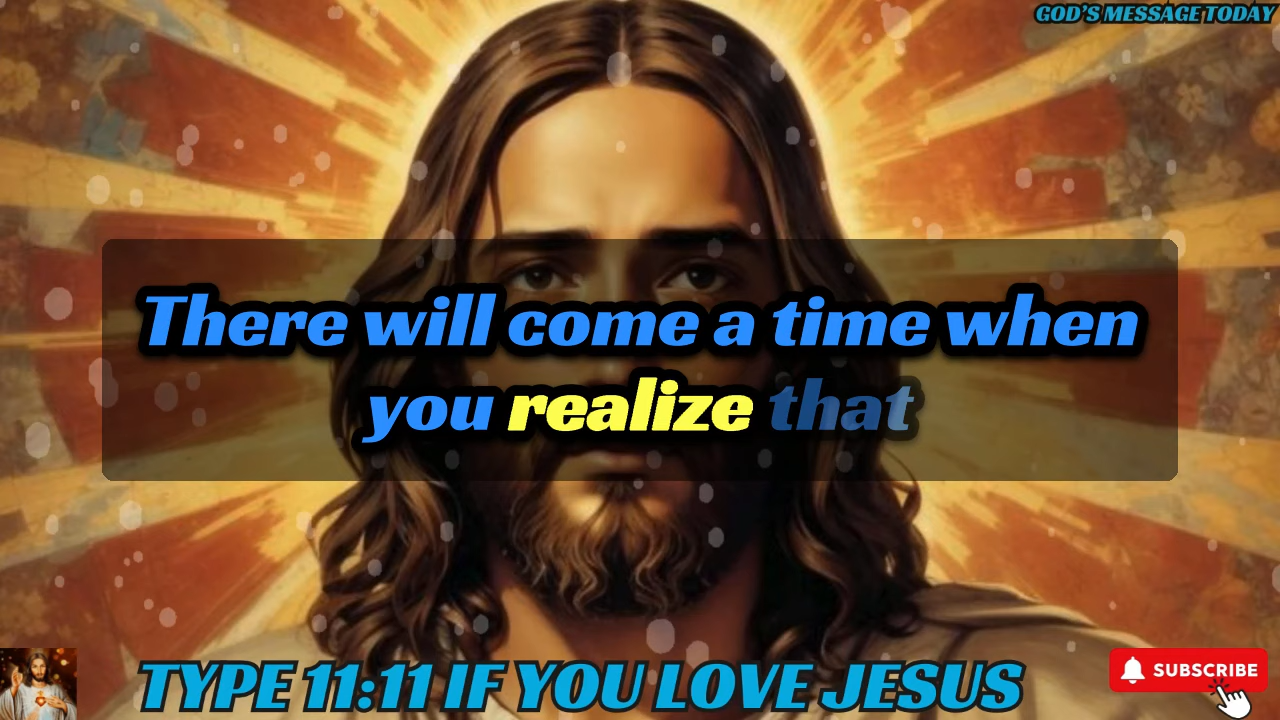 GOD'S MESSAGE TODAY
There will come a time when
you realize that
TYPE 11:11 IF YOU LOVE JESUS
SUBSCRIBE